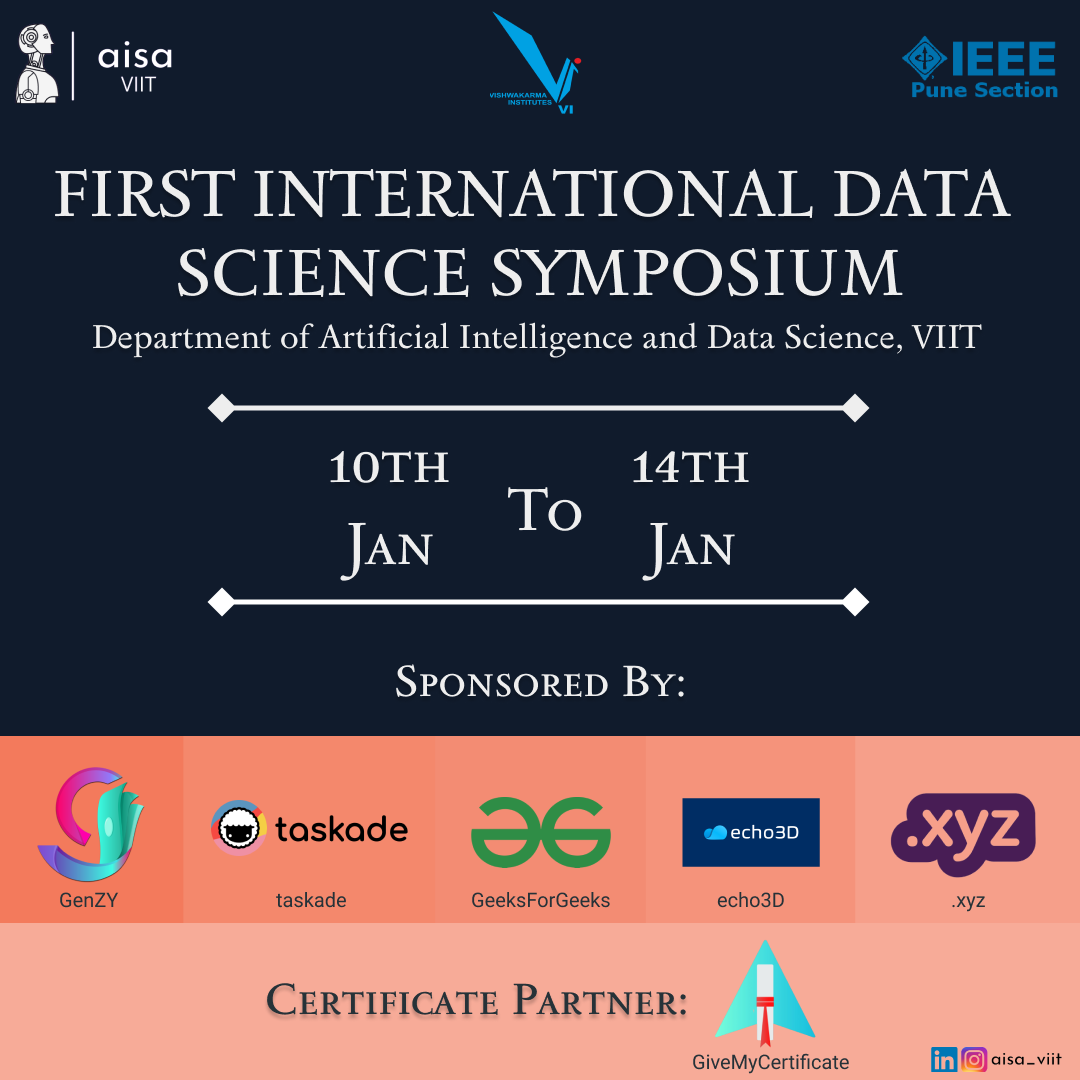 aisa
VIIT
VISHWAKARMA
INSTITUTES
VI
IEEE
Pune Section
FIRST INTERNATIONAL DATA
SCIENCE SYMPOSIUM
Department of Artificial Intelligence and Data Science, VIIT
10TH
Jan
To
14TH
Jan
Sponsored By:
GenZY
taskade
taskade
GeeksForGeeks
echo3D
echo3D
.xyz
.xyz
Certificate Partner:
GiveMyCertificate
in
aisa_viit